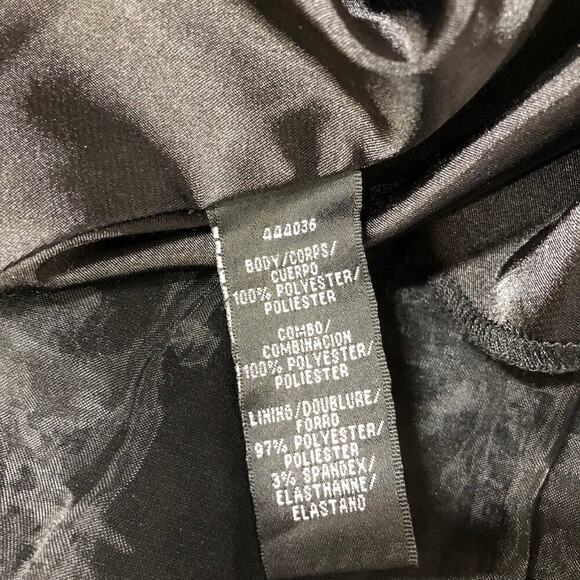 444036
BODY/CORPS/
CUERPO
100% POLYESTER/
POLIESTER
COMBO/
COMBINACION
100% POLYESTER/
POLIESTER
LINING/DOUBLURE/
FORRO
97% POLYESTER/
POLIESTER
3% SPANDEX/
ELASTHANNE/
ELASTANO